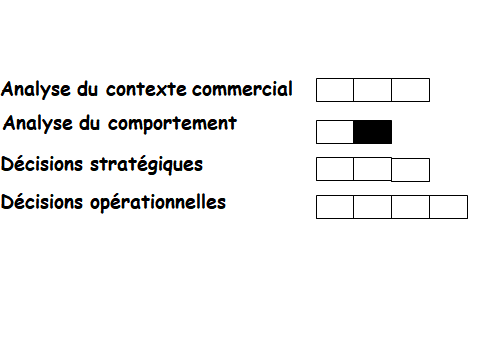 Analyse du contexte commercial
Analyse du comportement
Décisions stratégiques
Décisions opérationnelles